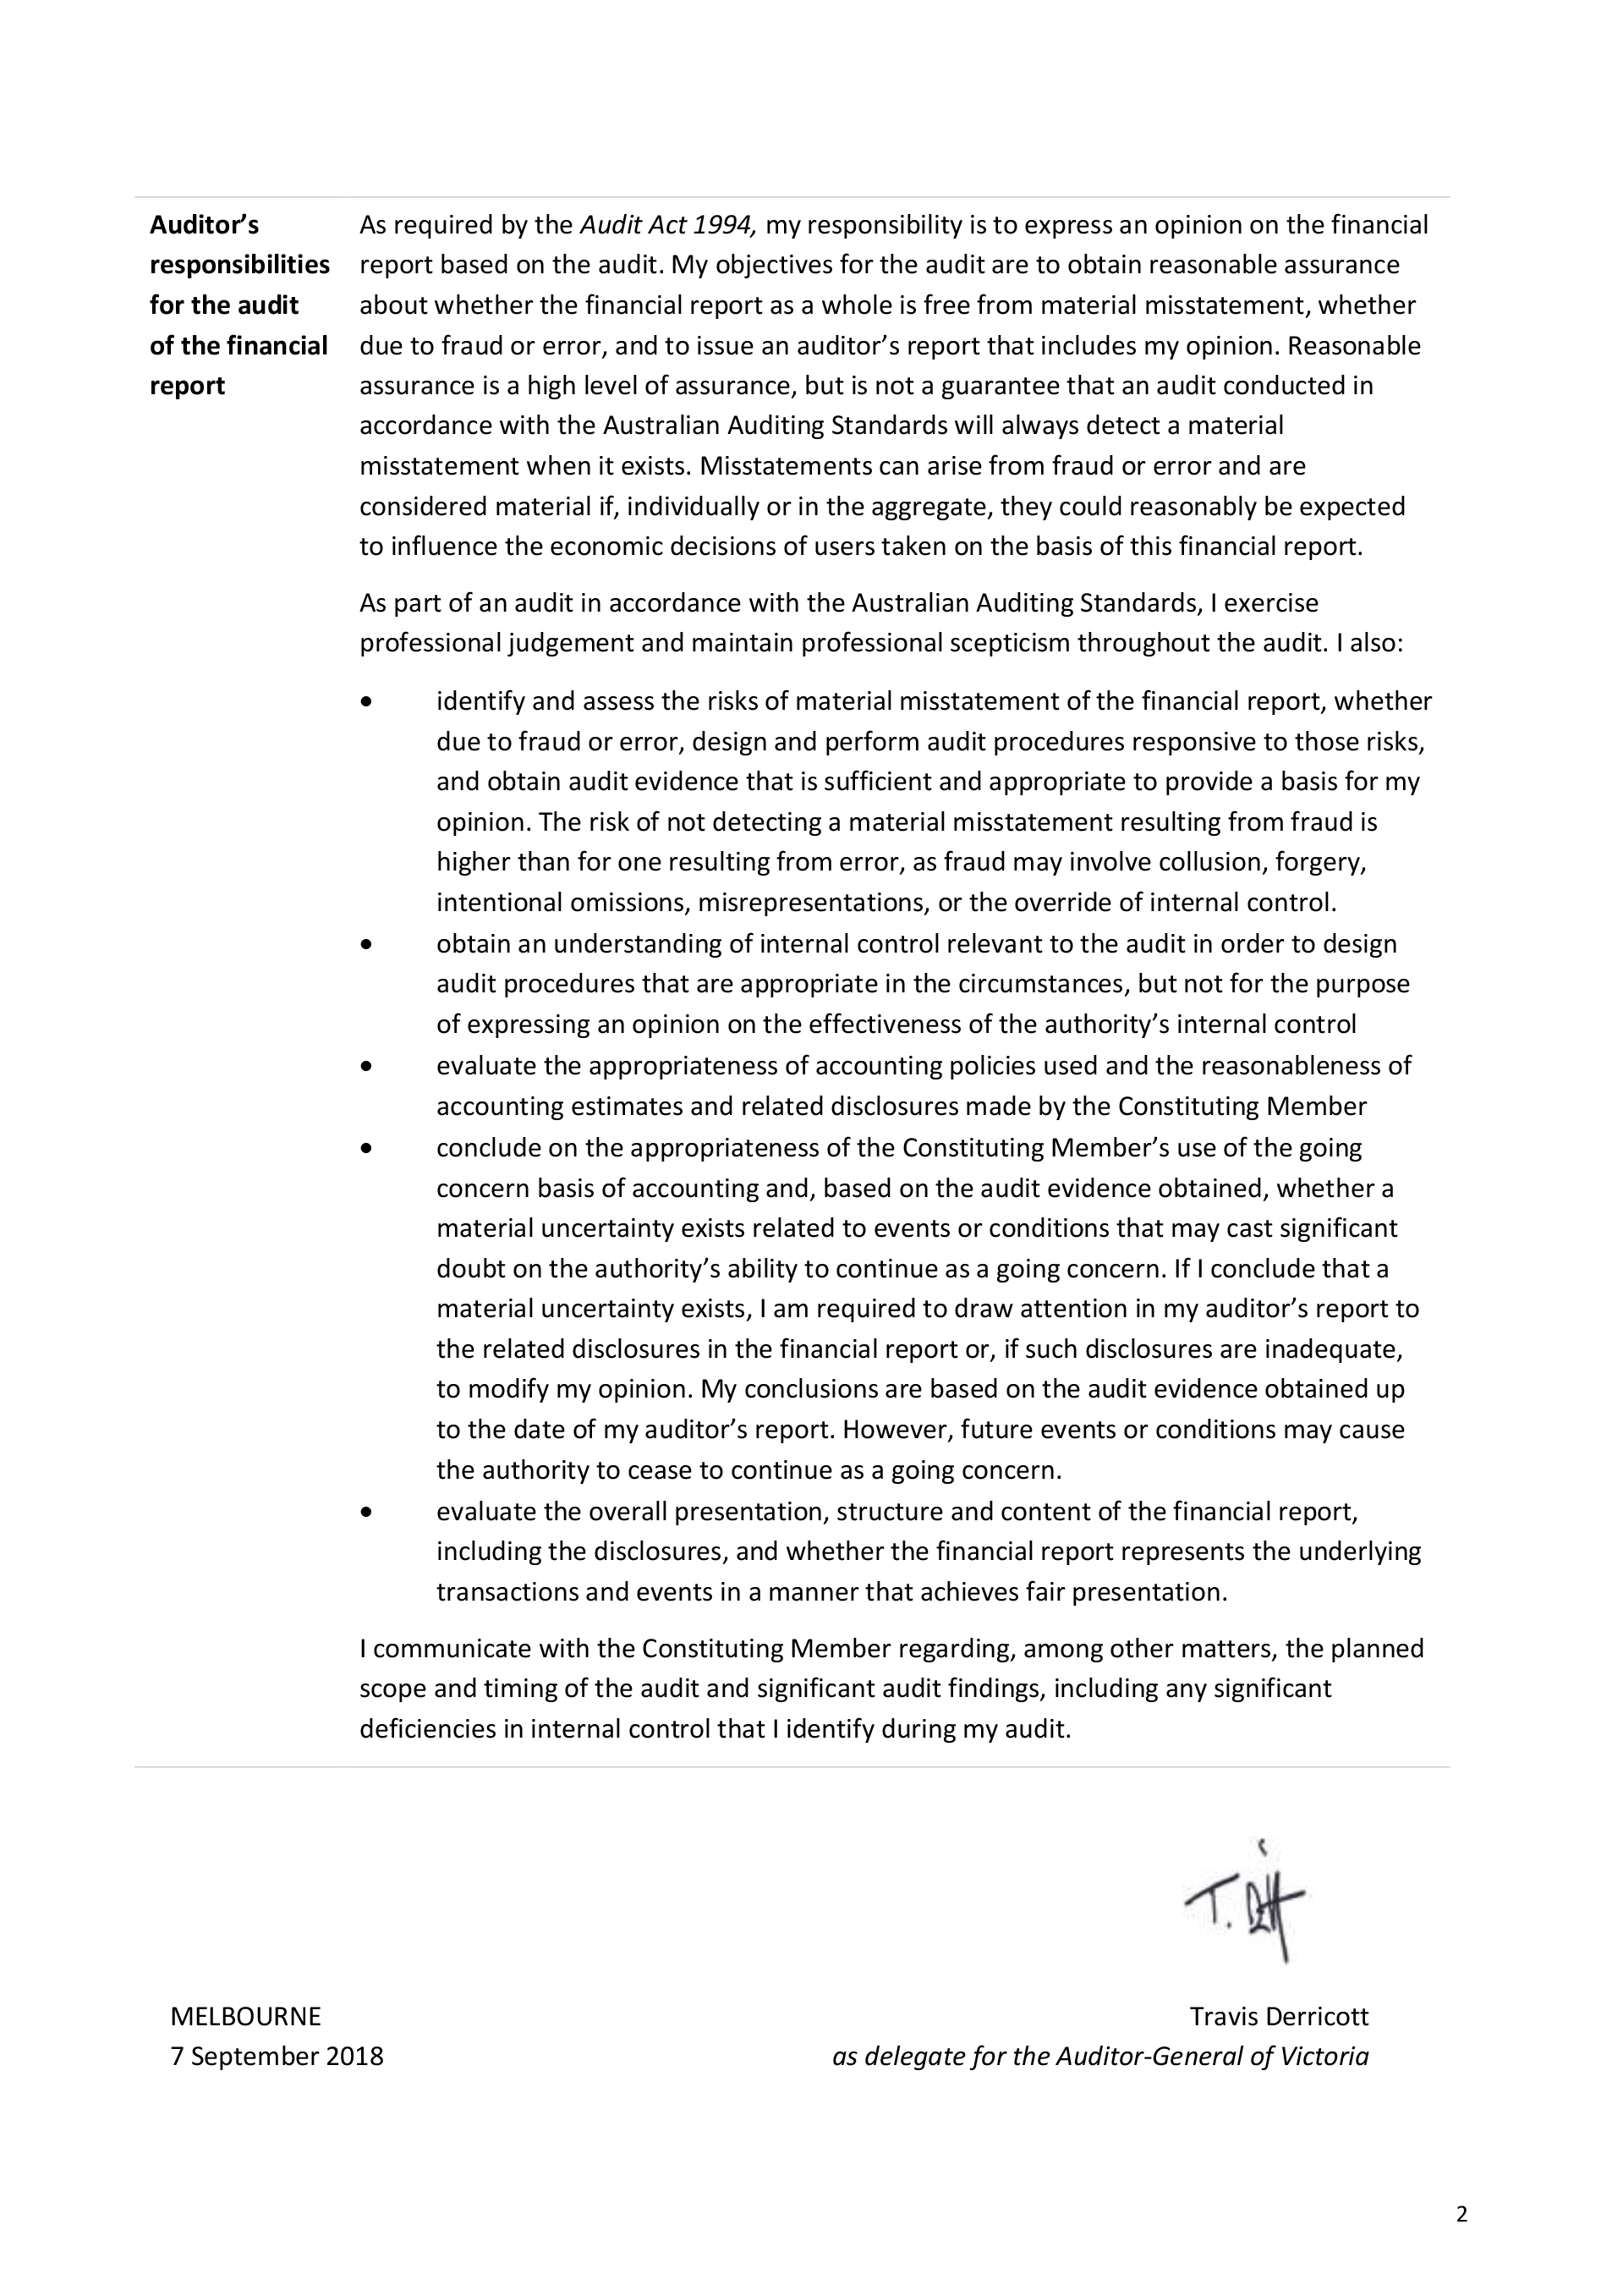 Auditor’s
responsibilities
for the audit
of the financial
report
As required by the Audit Act 1994, my responsibility is to express an opinion on the financial
report based on the audit. My objectives for the audit are to obtain reasonable assurance
about whether the financial report as a whole is free from material misstatement, whether
due to fraud or error, and to issue an auditor’s report that includes my opinion. Reasonable
assurance is a high level of assurance, but is not a guarantee that an audit conducted in
accordance with the Australian Auditing Standards will always detect a material
misstatement when it exists. Misstatements can arise from fraud or error and are
considered material if, individually or in the aggregate, they could reasonably be expected
to influence the economic decisions of users taken on the basis of this financial report.
As part of an audit in accordance with the Australian Auditing Standards, I exercise
professional judgement and maintain professional scepticism throughout the audit. I also:
• identify and assess the risks of material misstatement of the financial report, whether
due to fraud or error, design and perform audit procedures responsive to those risks,
and obtain audit evidence that is sufficient and appropriate to provide a basis for my
opinion. The risk of not detecting a material misstatement resulting from fraud is
higher than for one resulting from error, as fraud may involve collusion, forgery,
intentional omissions, misrepresentations, or the override of internal control.
• obtain an understanding of internal control relevant to the audit in order to design
audit procedures that are appropriate in the circumstances, but not for the purpose
of expressing an opinion on the effectiveness of the authority’s internal control
• evaluate the appropriateness of accounting policies used and the reasonableness of
accounting estimates and related disclosures made by the Constituting Member
• conclude on the appropriateness of the Constituting Member’s use of the going
concern basis of accounting and, based on the audit evidence obtained, whether a
material uncertainty exists related to events or conditions that may cast significant
doubt on the authority’s ability to continue as a going concern. If I conclude that a
material uncertainty exists, I am required to draw attention in my auditor’s report to
the related disclosures in the financial report or, if such disclosures are inadequate,
to modify my opinion. My conclusions are based on the audit evidence obtained up
to the date of my auditor’s report. However, future events or conditions may cause
the authority to cease to continue as a going concern.
• evaluate the overall presentation, structure and content of the financial report,
including the disclosures, and whether the financial report represents the underlying
transactions and events in a manner that achieves fair presentation.
I communicate with the Constituting Member regarding, among other matters, the planned
scope and timing of the audit and significant audit findings, including any significant
deficiencies in internal control that I identify during my audit.
MELBOURNE
7 September 2018
Travis Derricott
as delegate for the Auditor-General of Victoria
2